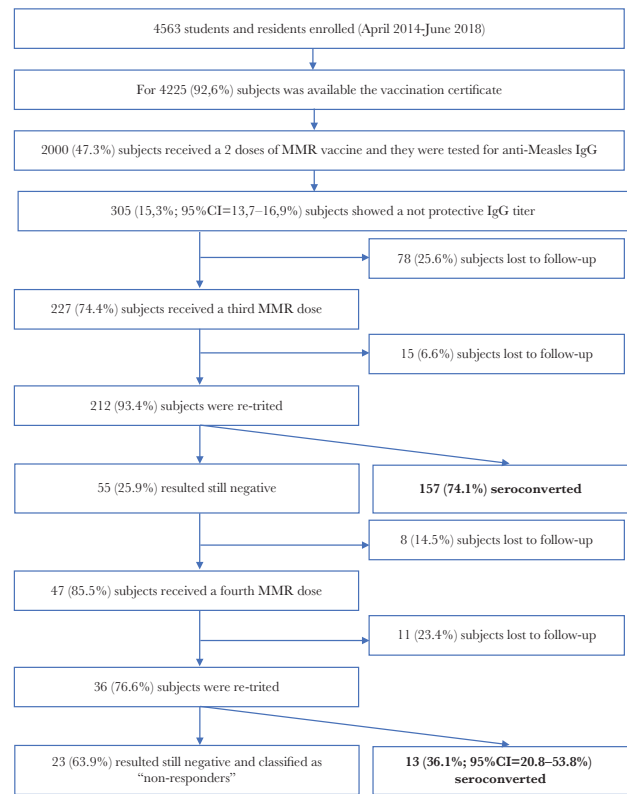 4563 students and residents enrolled (April 2014-June 2018)
For 4225 (92,6%) subjects was available the vaccination certificate
2000 (47.3%) subjects received a 2 doses of MMR vaccine and they were tested for anti-Measles IgG
305 (15,3%; 95%CI=13,7–16,9%) subjects showed a not protective IgG titer
78 (25.6%) subjects lost to follow-up
227 (74.4%) subjects received a third MMR dose
15 (6.6%) subjects lost to follow-up
212 (93.4%) subjects were re-trited
55 (25.9%) resulted still negative
157 (74.1%) seroconverted
8 (14.5%) subjects lost to follow-up
47 (85.5%) subjects received a fourth MMR dose
11 (23.4%) subjects lost to follow-up
36 (76.6%) subjects were re-trited
23 (63.9%) resulted still negative and classified as
“non-responders”
13 (36.1%; 95%CI=20.8–53.8%)
seroconverted